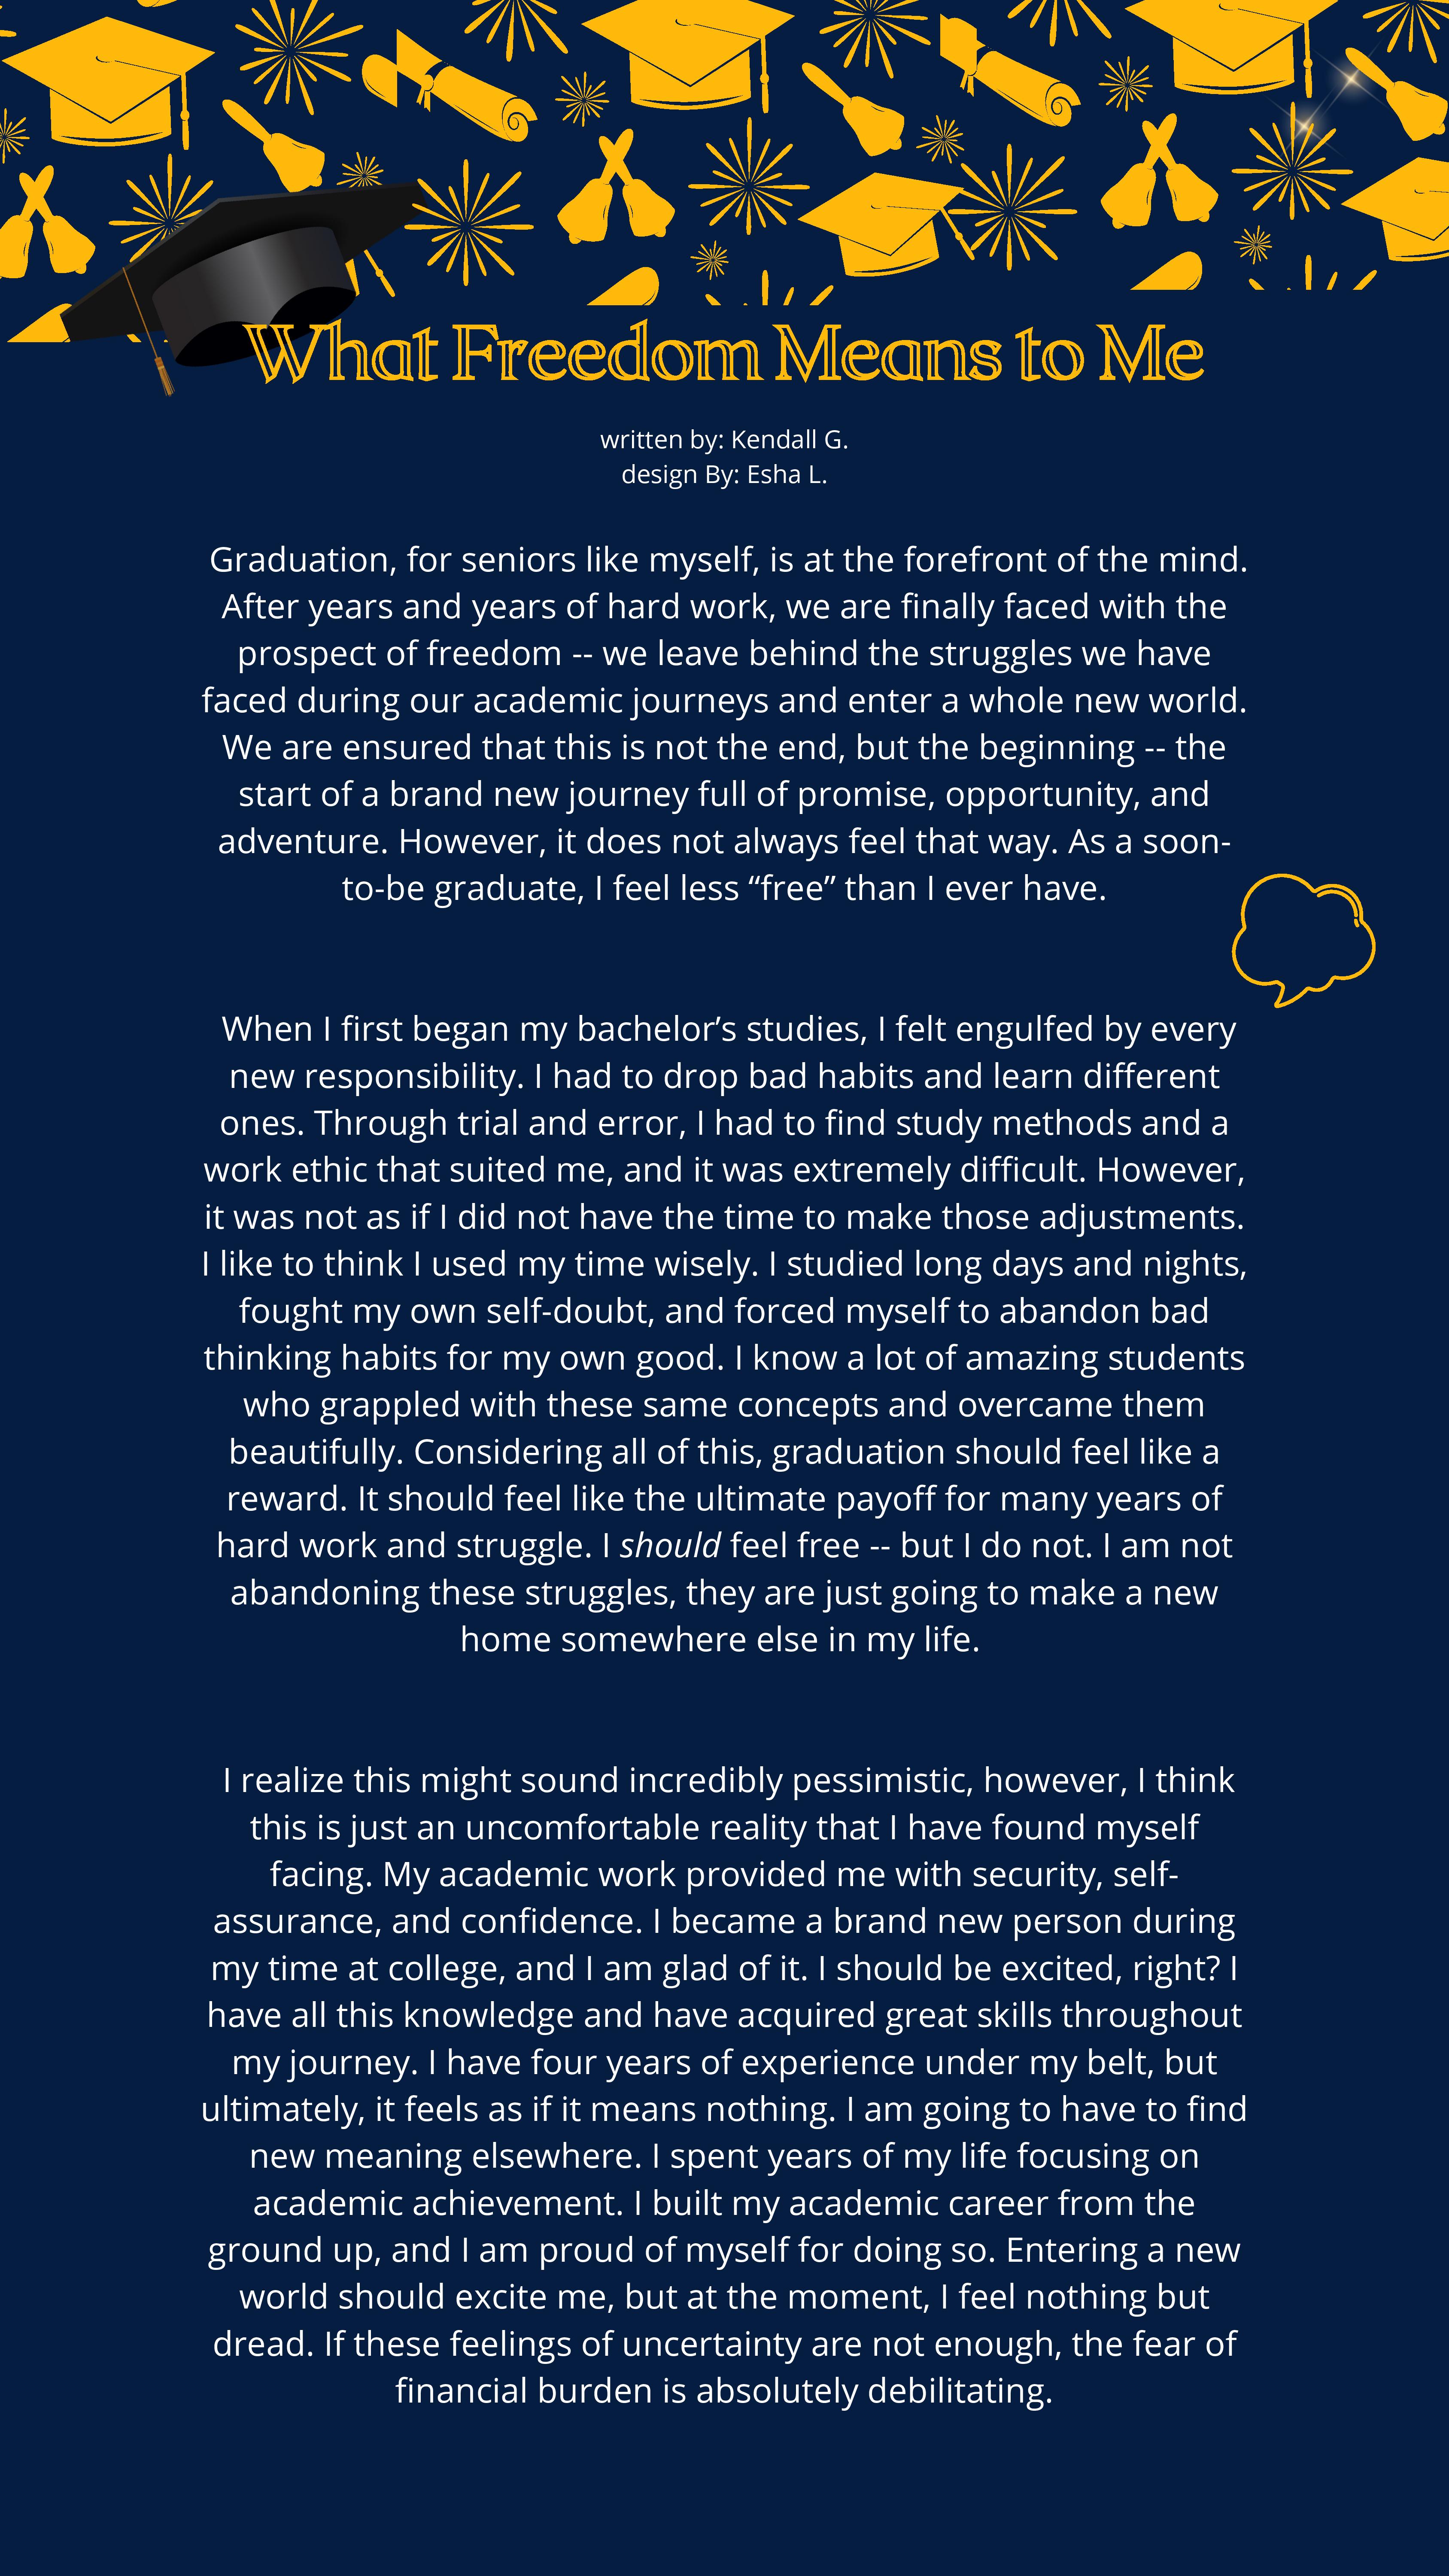 What Freedom Means to Me
written by: Kendall G.
design By: Esha L.
Graduation, for seniors like myself, is at the forefront of the mind.
After years and years of hard work, we are finally faced with the
prospect of freedom -- we leave behind the struggles we have
faced during our academic journeys and enter a whole new world.
We are ensured that this is not the end, but the beginning -- the
start of a brand new journey full of promise, opportunity, and
adventure. However, it does not always feel that way. As a soon-
to-be graduate, I feel less “free” than I ever have.
When I first began my bachelor’s studies, I felt engulfed by every
new responsibility. I had to drop bad habits and learn different
ones. Through trial and error, I had to find study methods and a
work ethic that suited me, and it was extremely difficult. However,
it was not as if I did not have the time to make those adjustments.
I like to think I used my time wisely. I studied long days and nights,
fought my own self-doubt, and forced myself to abandon bad
thinking habits for my own good. I know a lot of amazing students
who grappled with these same concepts and overcame them
beautifully. Considering all of this, graduation should feel like a
reward. It should feel like the ultimate payoff for many years of
hard work and struggle. I should feel free -- but I do not. I am not
abandoning these struggles, they are just going to make a new
home somewhere else in my life.
I realize this might sound incredibly pessimistic, however, I think
this is just an uncomfortable reality that I have found myself
facing. My academic work provided me with security, self-
assurance, and confidence. I became a brand new person during
my time at college, and I am glad of it. I should be excited, right? I
have all this knowledge and have acquired great skills throughout
my journey. I have four years of experience under my belt, but
ultimately, it feels as if it means nothing. I am going to have to find
new meaning elsewhere. I spent years of my life focusing on
academic achievement. I built my academic career from the
ground up, and I am proud of myself for doing so. Entering a new
world should excite me, but at the moment, I feel nothing but
dread. If these feelings of uncertainty are not enough, the fear of
financial burden is absolutely debilitating.